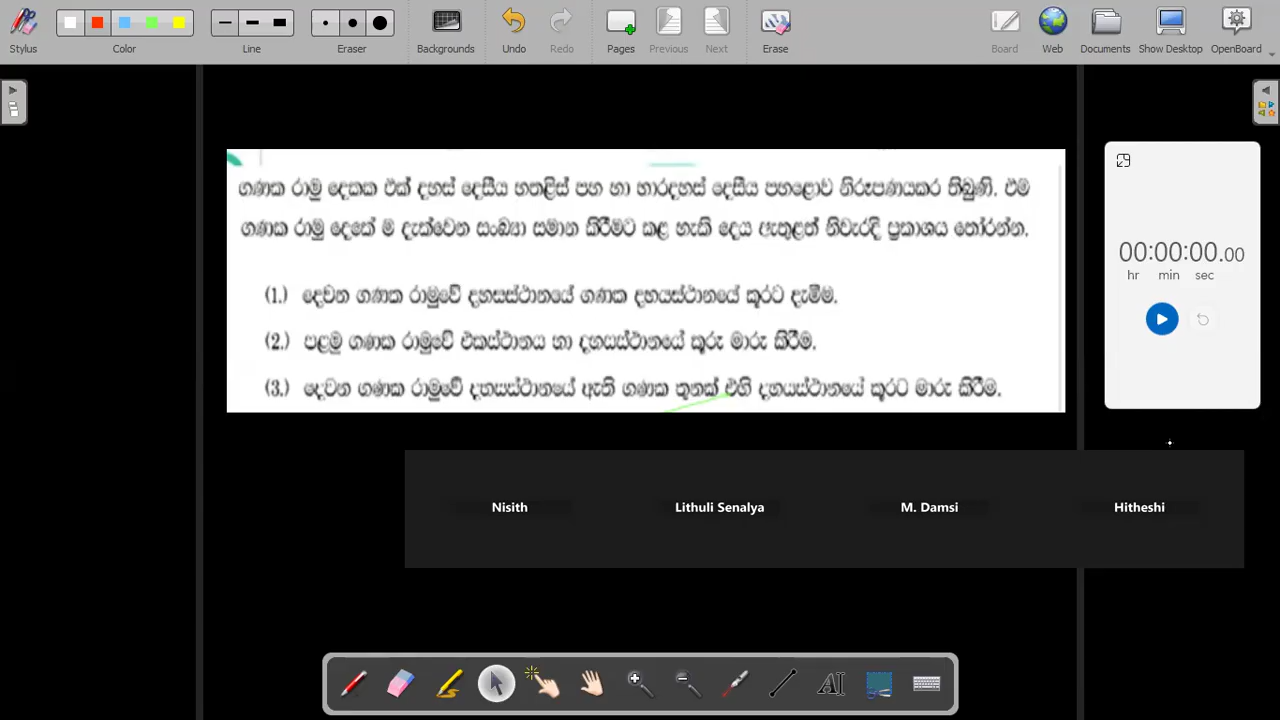 Stylus
Color
Line
Eraser
Backgrounds
Undo
Redo
Pages
Previous
Next
Erase
Board
Web
Documents
Show Desktop
OpenBoard
ගණක රාමු දෙකක එක් දහස් දෙසීය හතළිස් පහ හා හාරදහස් දෙසීය පහළොව නිරූපණයකර තිබුණි. එම
ගණක රාමු දෙකේ ම දැක්වෙන සංඛ්‍යා සමාන කිරීමට කළ හැකි දෙය ඇතුළත් නිවැරදි ප්‍රකාශය තෝරන්න.
(1.) දෙවන ගණක රාමුවේ දහසස්ථානයේ ගණක දහයස්ථානයේ කූරට දැමීම.
(2.) පළමු ගණක රාමුවේ එකස්ථානය හා දහයස්ථානයේ කූරු මාරු කිරීම.
(3.) දෙවන ගණක රාමුවේ දහසස්ථානයේ ඇති ගණක තුනක් එහි දහයස්ථානයේ කූරට මාරු කිරීම.
00:00:00.00
hr min sec
Nisith
Lithuli Senalya
M. Damsi
Hitheshi